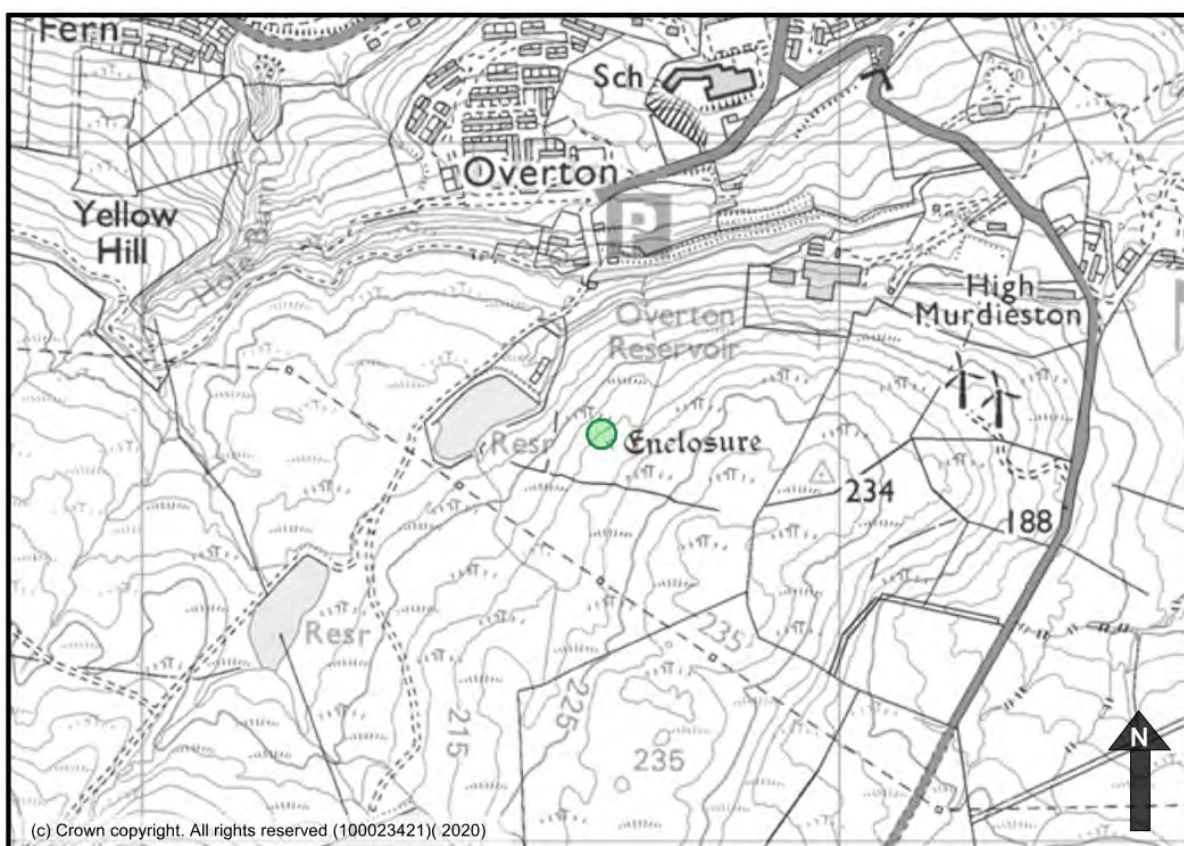 Fern
Sch
Overton
P
Yellow
Hill
High
Murdieston
Overton
Reservoir
Resr
Enclosure
234
188
Resr
235
225
215
235
N
(c) Crown copyright. All rights reserved (100023421)( 2020)